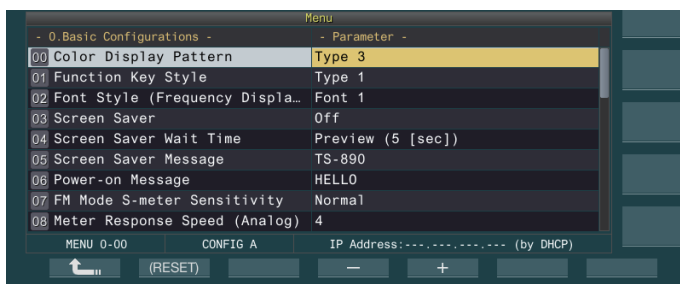 Menu
- 0.Basic Configurations - - Parameter -
00 Color Display Pattern Type 3
01 Function Key Style Type 1
02 Font Style (Frequency Displa… Font 1
03 Screen Saver Off
04 Screen Saver Wait Time Preview (5 [sec])
05 Screen Saver Message TS-890
06 Power-on Message HELLO
07 FM Mode S-meter Sensitivity Normal
08 Meter Response Speed (Analog) 4
MENU 0-00 CONFIG A IP Address:---.---.---.--- (by DHCP)
(RESET) − +